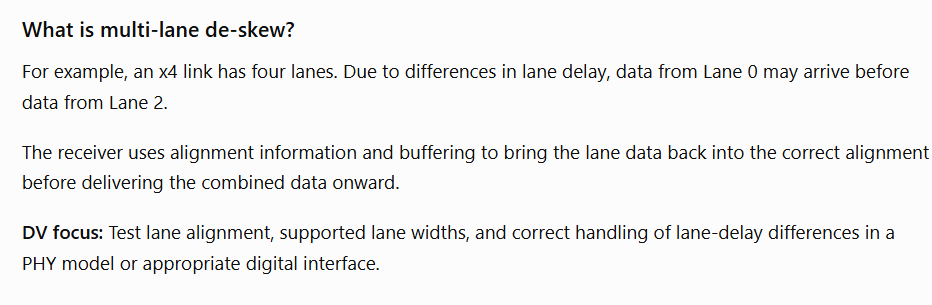 What is multi-lane de-skew?
For example, an x4 link has four lanes. Due to differences in lane delay, data from Lane 0 may arrive before
data from Lane 2.
The receiver uses alignment information and buffering to bring the lane data back into the correct alignment
before delivering the combined data onward.
DV focus: Test lane alignment, supported lane widths, and correct handling of lane-delay differences in a
PHY model or appropriate digital interface.